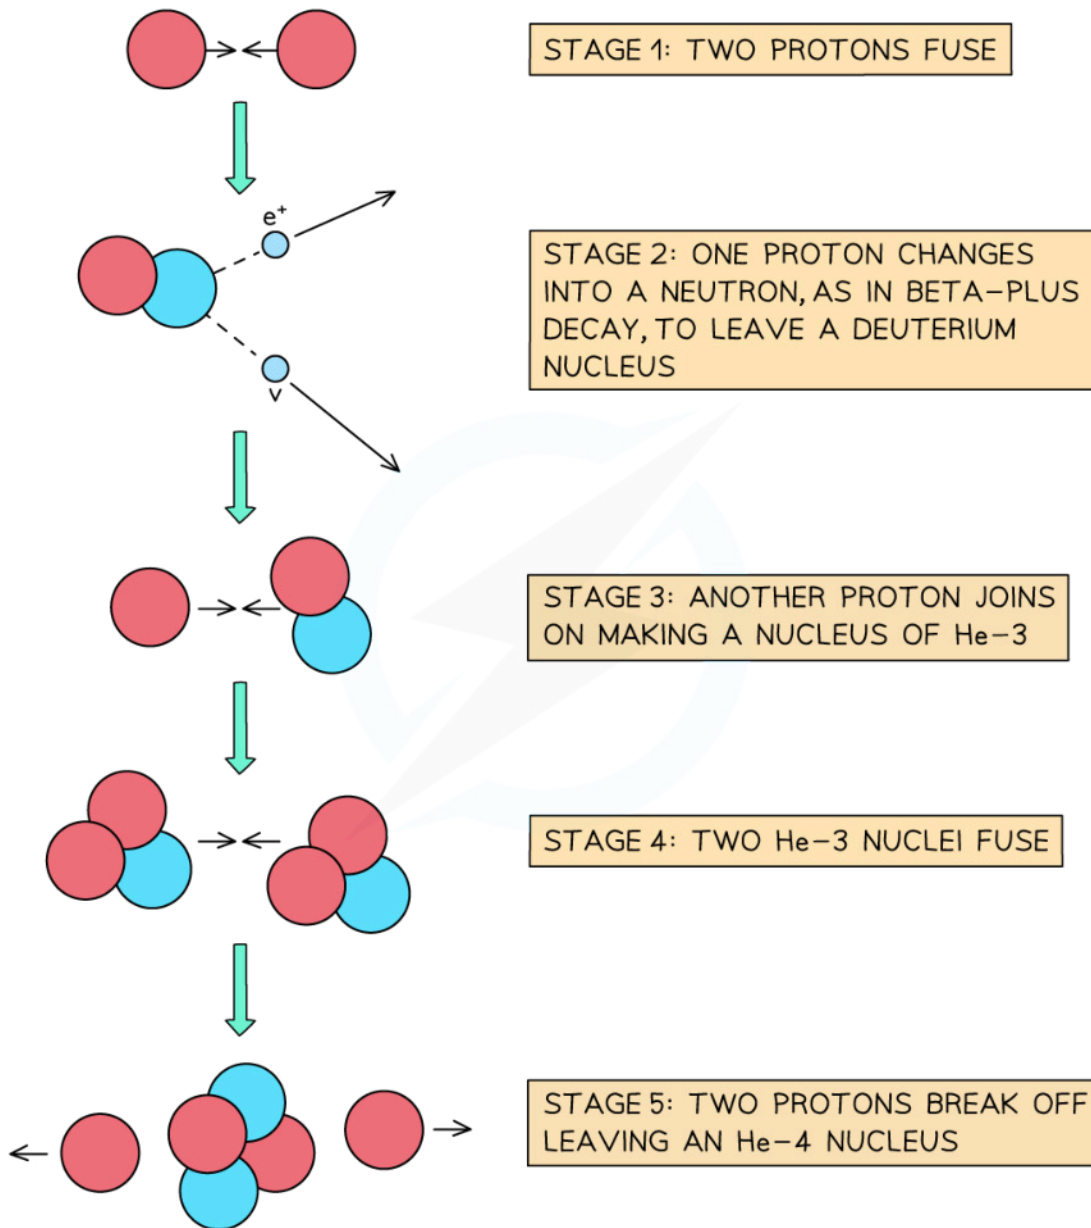 STAGE 1: TWO PROTONS FUSE
e⁺
STAGE 2: ONE PROTON CHANGES
INTO A NEUTRON, AS IN BETA-PLUS
DECAY, TO LEAVE A DEUTERIUM
NUCLEUS
ν
STAGE 3: ANOTHER PROTON JOINS
ON MAKING A NUCLEUS OF He-3
STAGE 4: TWO He-3 NUCLEI FUSE
STAGE 5: TWO PROTONS BREAK OFF
LEAVING AN He-4 NUCLEUS